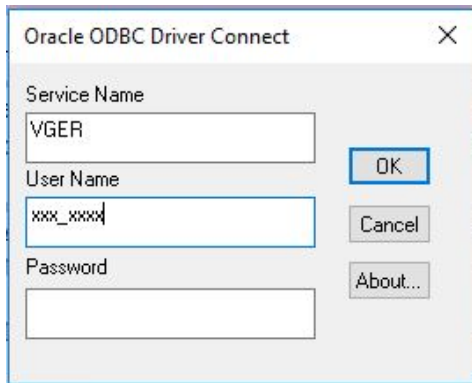 Oracle ODBC Driver Connect
Service Name
VGER
OK
User Name
xxx_xxxx
Cancel
Password
About...